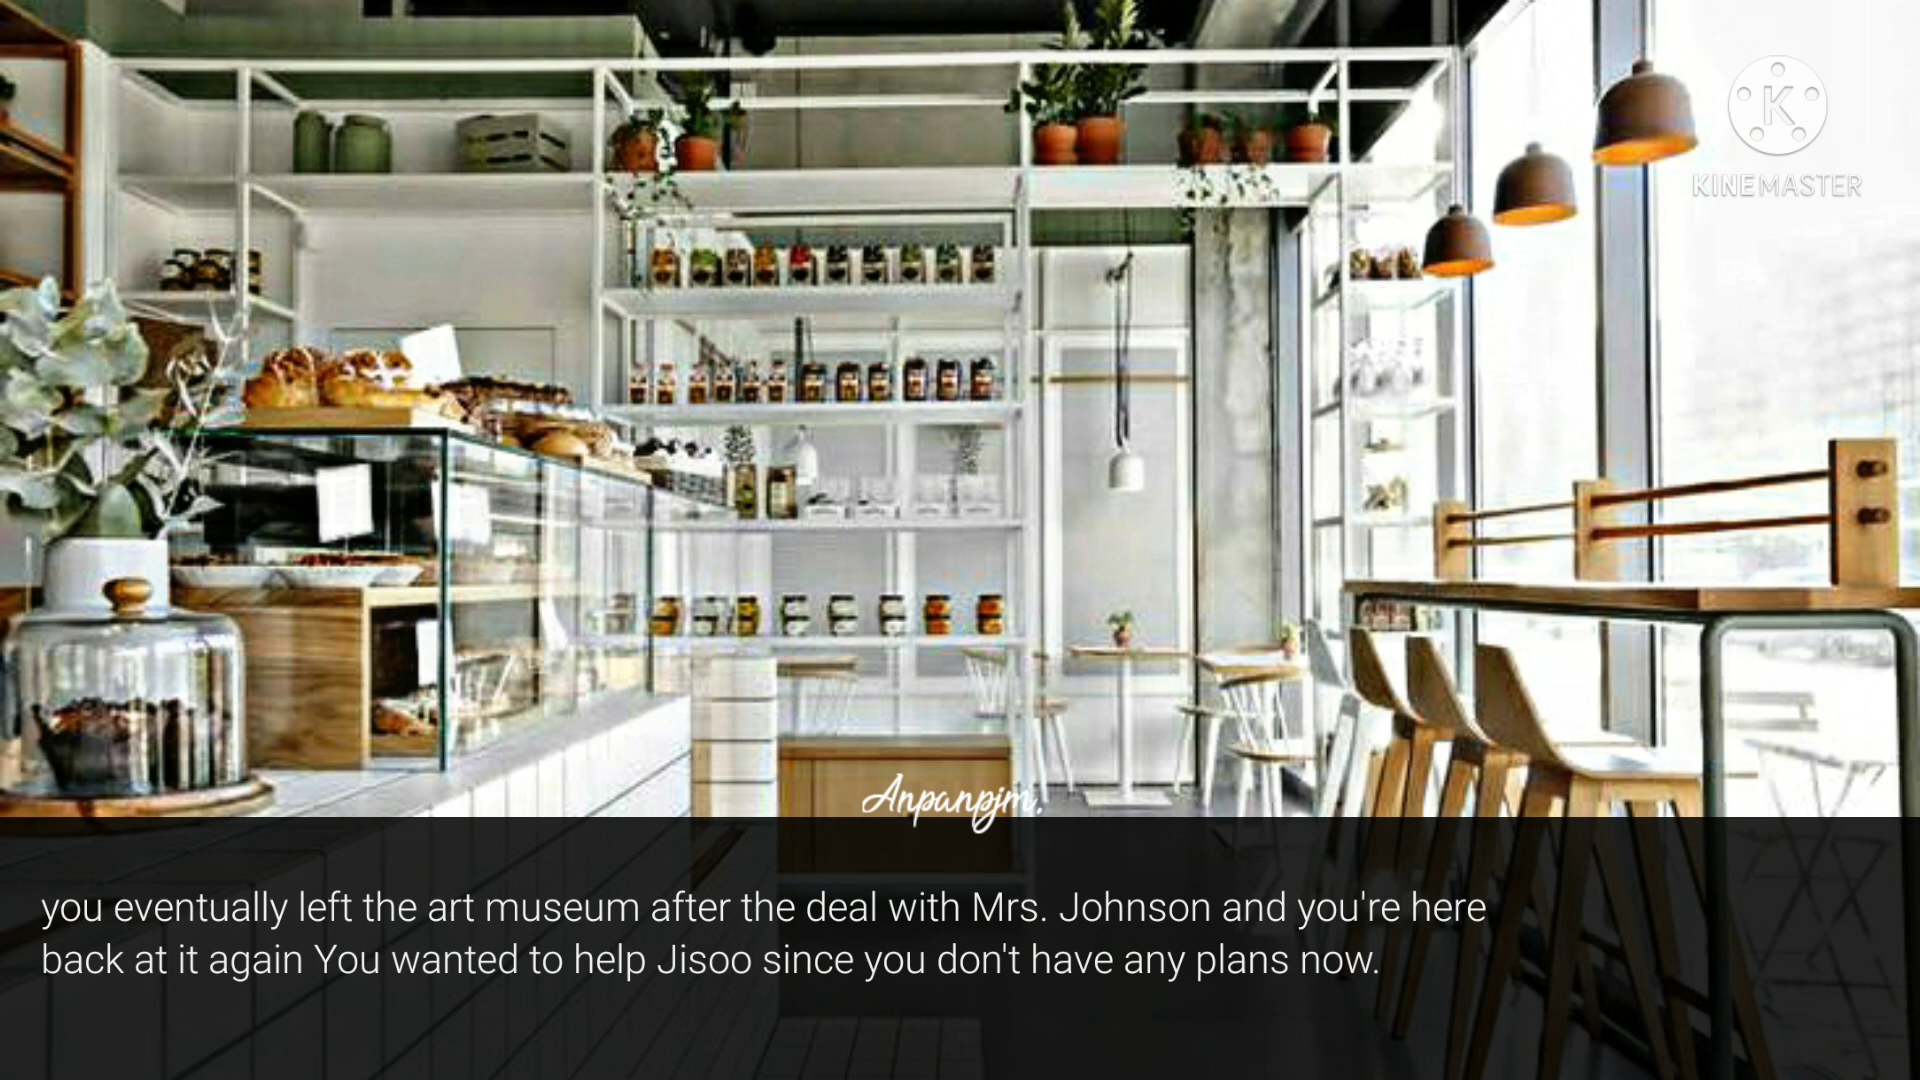 K
KINEMASTER
Anpanpjm.
you eventually left the art museum after the deal with Mrs. Johnson and you're here
back at it again You wanted to help Jisoo since you don't have any plans now.